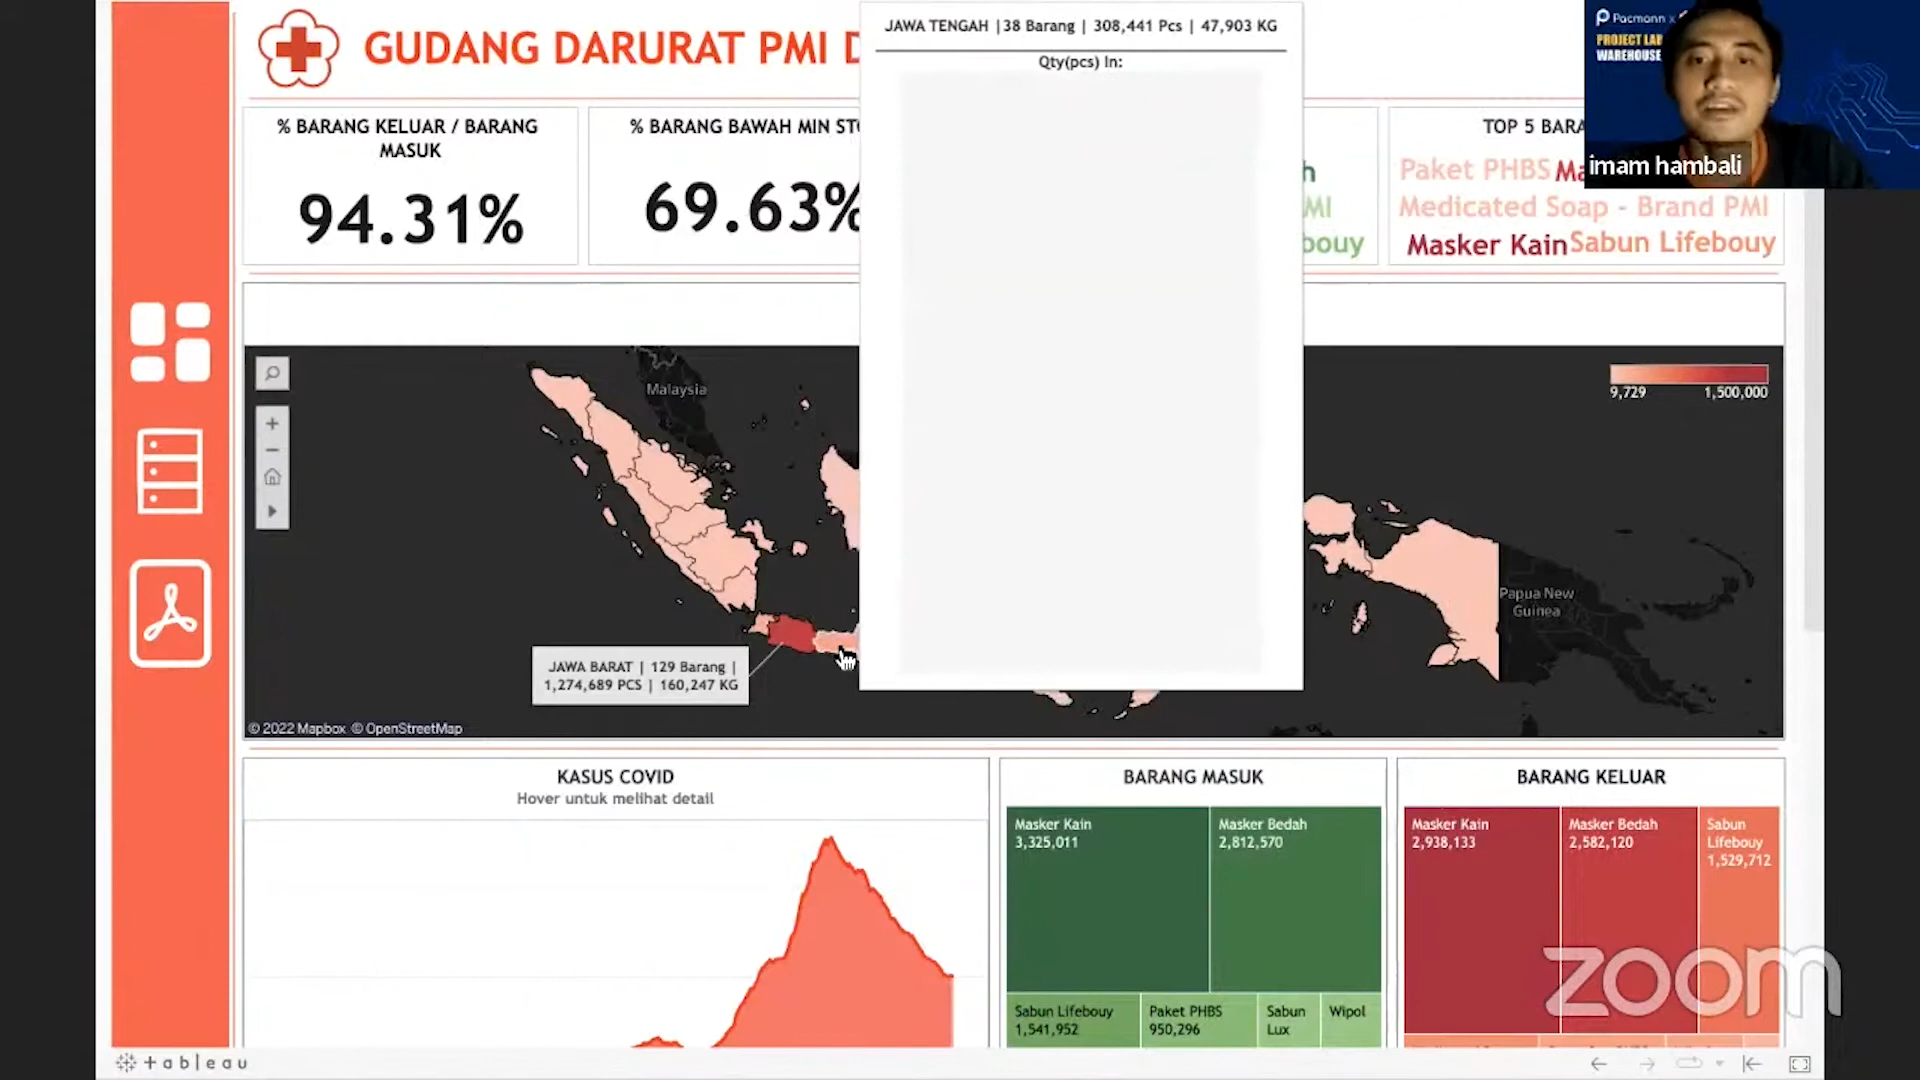 GUDANG DARURAT PMI
JAWA TENGAH |38 Barang | 308,441 Pcs | 47,903 KG
Qty(pcs) In:
Pacmann x
PROJECT LAB
WAREHOUSE
imam hambali
% BARANG KELUAR / BARANG
MASUK
94.31%
% BARANG BAWAH MIN STO
69.63%
h
MI
bouy
TOP 5 BARA
Paket PHBS Ma
Medicated Soap - Brand PMI
Masker Kain Sabun Lifebouy
Malaysia
9,729 1,500,000
Papua New
Guinea
JAWA BARAT | 129 Barang |
1,274,689 PCS | 160,247 KG
© 2022 Mapbox © OpenStreetMap
KASUS COVID
Hover untuk melihat detail
BARANG MASUK
Masker Kain
3,325,011
Masker Bedah
2,812,570
Sabun Lifebouy
1,541,952
Paket PHBS
950,296
Sabun
Lux
Wipol
BARANG KELUAR
Masker Kain
2,938,133
Masker Bedah
2,582,120
Sabun
Lifebouy
1,529,712
zoom
+ableau